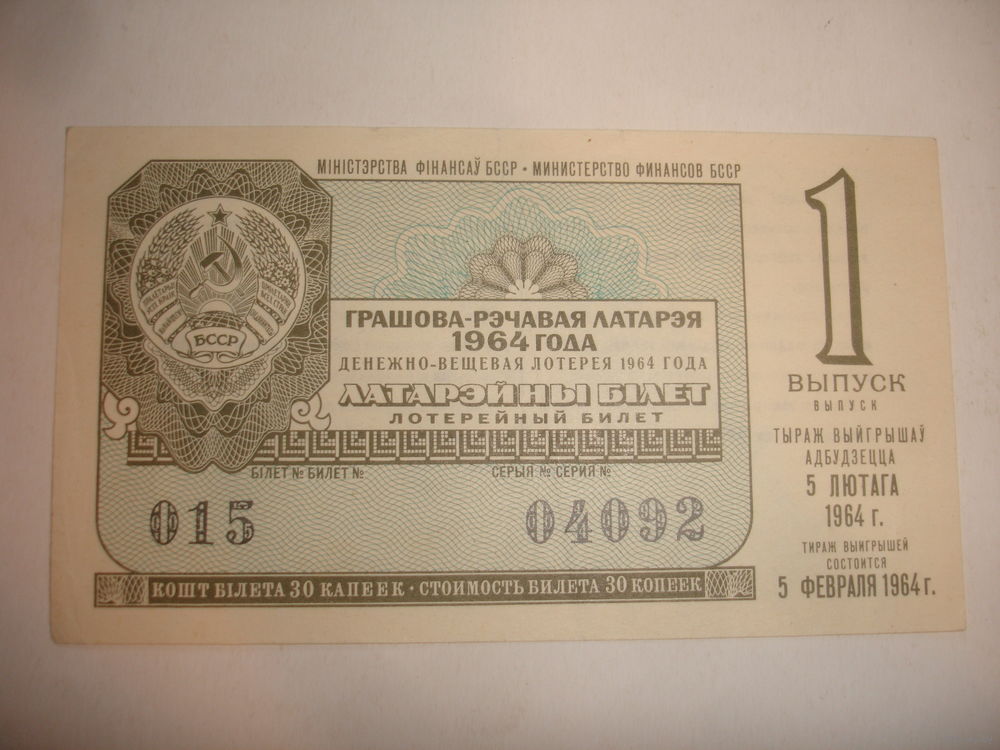 МІНІСТЭРСТВА ФІНАНСАЎ БССР • МИНИСТЕРСТВО ФИНАНСОВ БССР
БССР
ГРАШОВА-РЭЧАВАЯ ЛАТАРЭЯ
1964 ГОДА
ДЕНЕЖНО-ВЕЩЕВАЯ ЛОТЕРЕЯ 1964 ГОДА
ЛАТАРЭЙНЫ БІЛЕТ
ЛОТЕРЕЙНЫЙ БИЛЕТ
БІЛЕТ № БИЛЕТ № СЕРЫЯ № СЕРИЯ №
015 04092
КОШТ БІЛЕТА 30 КАПЕЕК • СТОИМОСТЬ БИЛЕТА 30 КОПЕЕК
1
ВЫПУСК
ВЫПУСК
ТЫРАЖ ВЫЙГРЫШАЎ
АДБУДЗЕЦЦА
5 ЛЮТАГА
1964 г.
ТИРАЖ ВЫИГРЫШЕЙ
СОСТОИТСЯ
5 ФЕВРАЛЯ 1964 г.